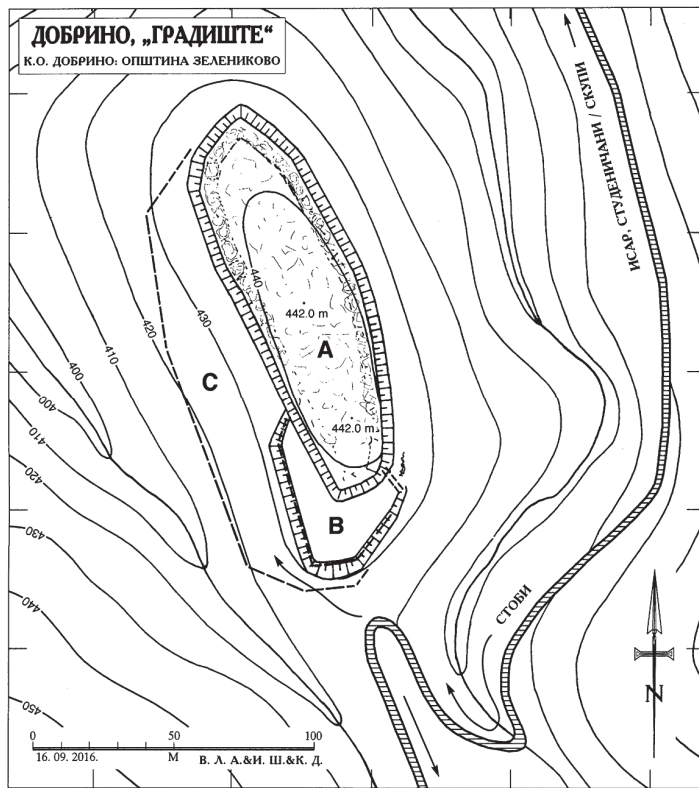 ДОБРИНО, „ГРАДИШТЕ“
К.О. ДОБРИНО: ОПШТИНА ЗЕЛЕНИКОВО
ИСАР, СТУДЕНИЧАНИ / СКУПИ
440
442.0 m
A
430
420
410
400
C
442.0 m
400
410
420
430
B
440
450
СТОБИ
N
0 50 100
16. 09. 2016. М В. Л. А.&И. Ш.&К. Д.